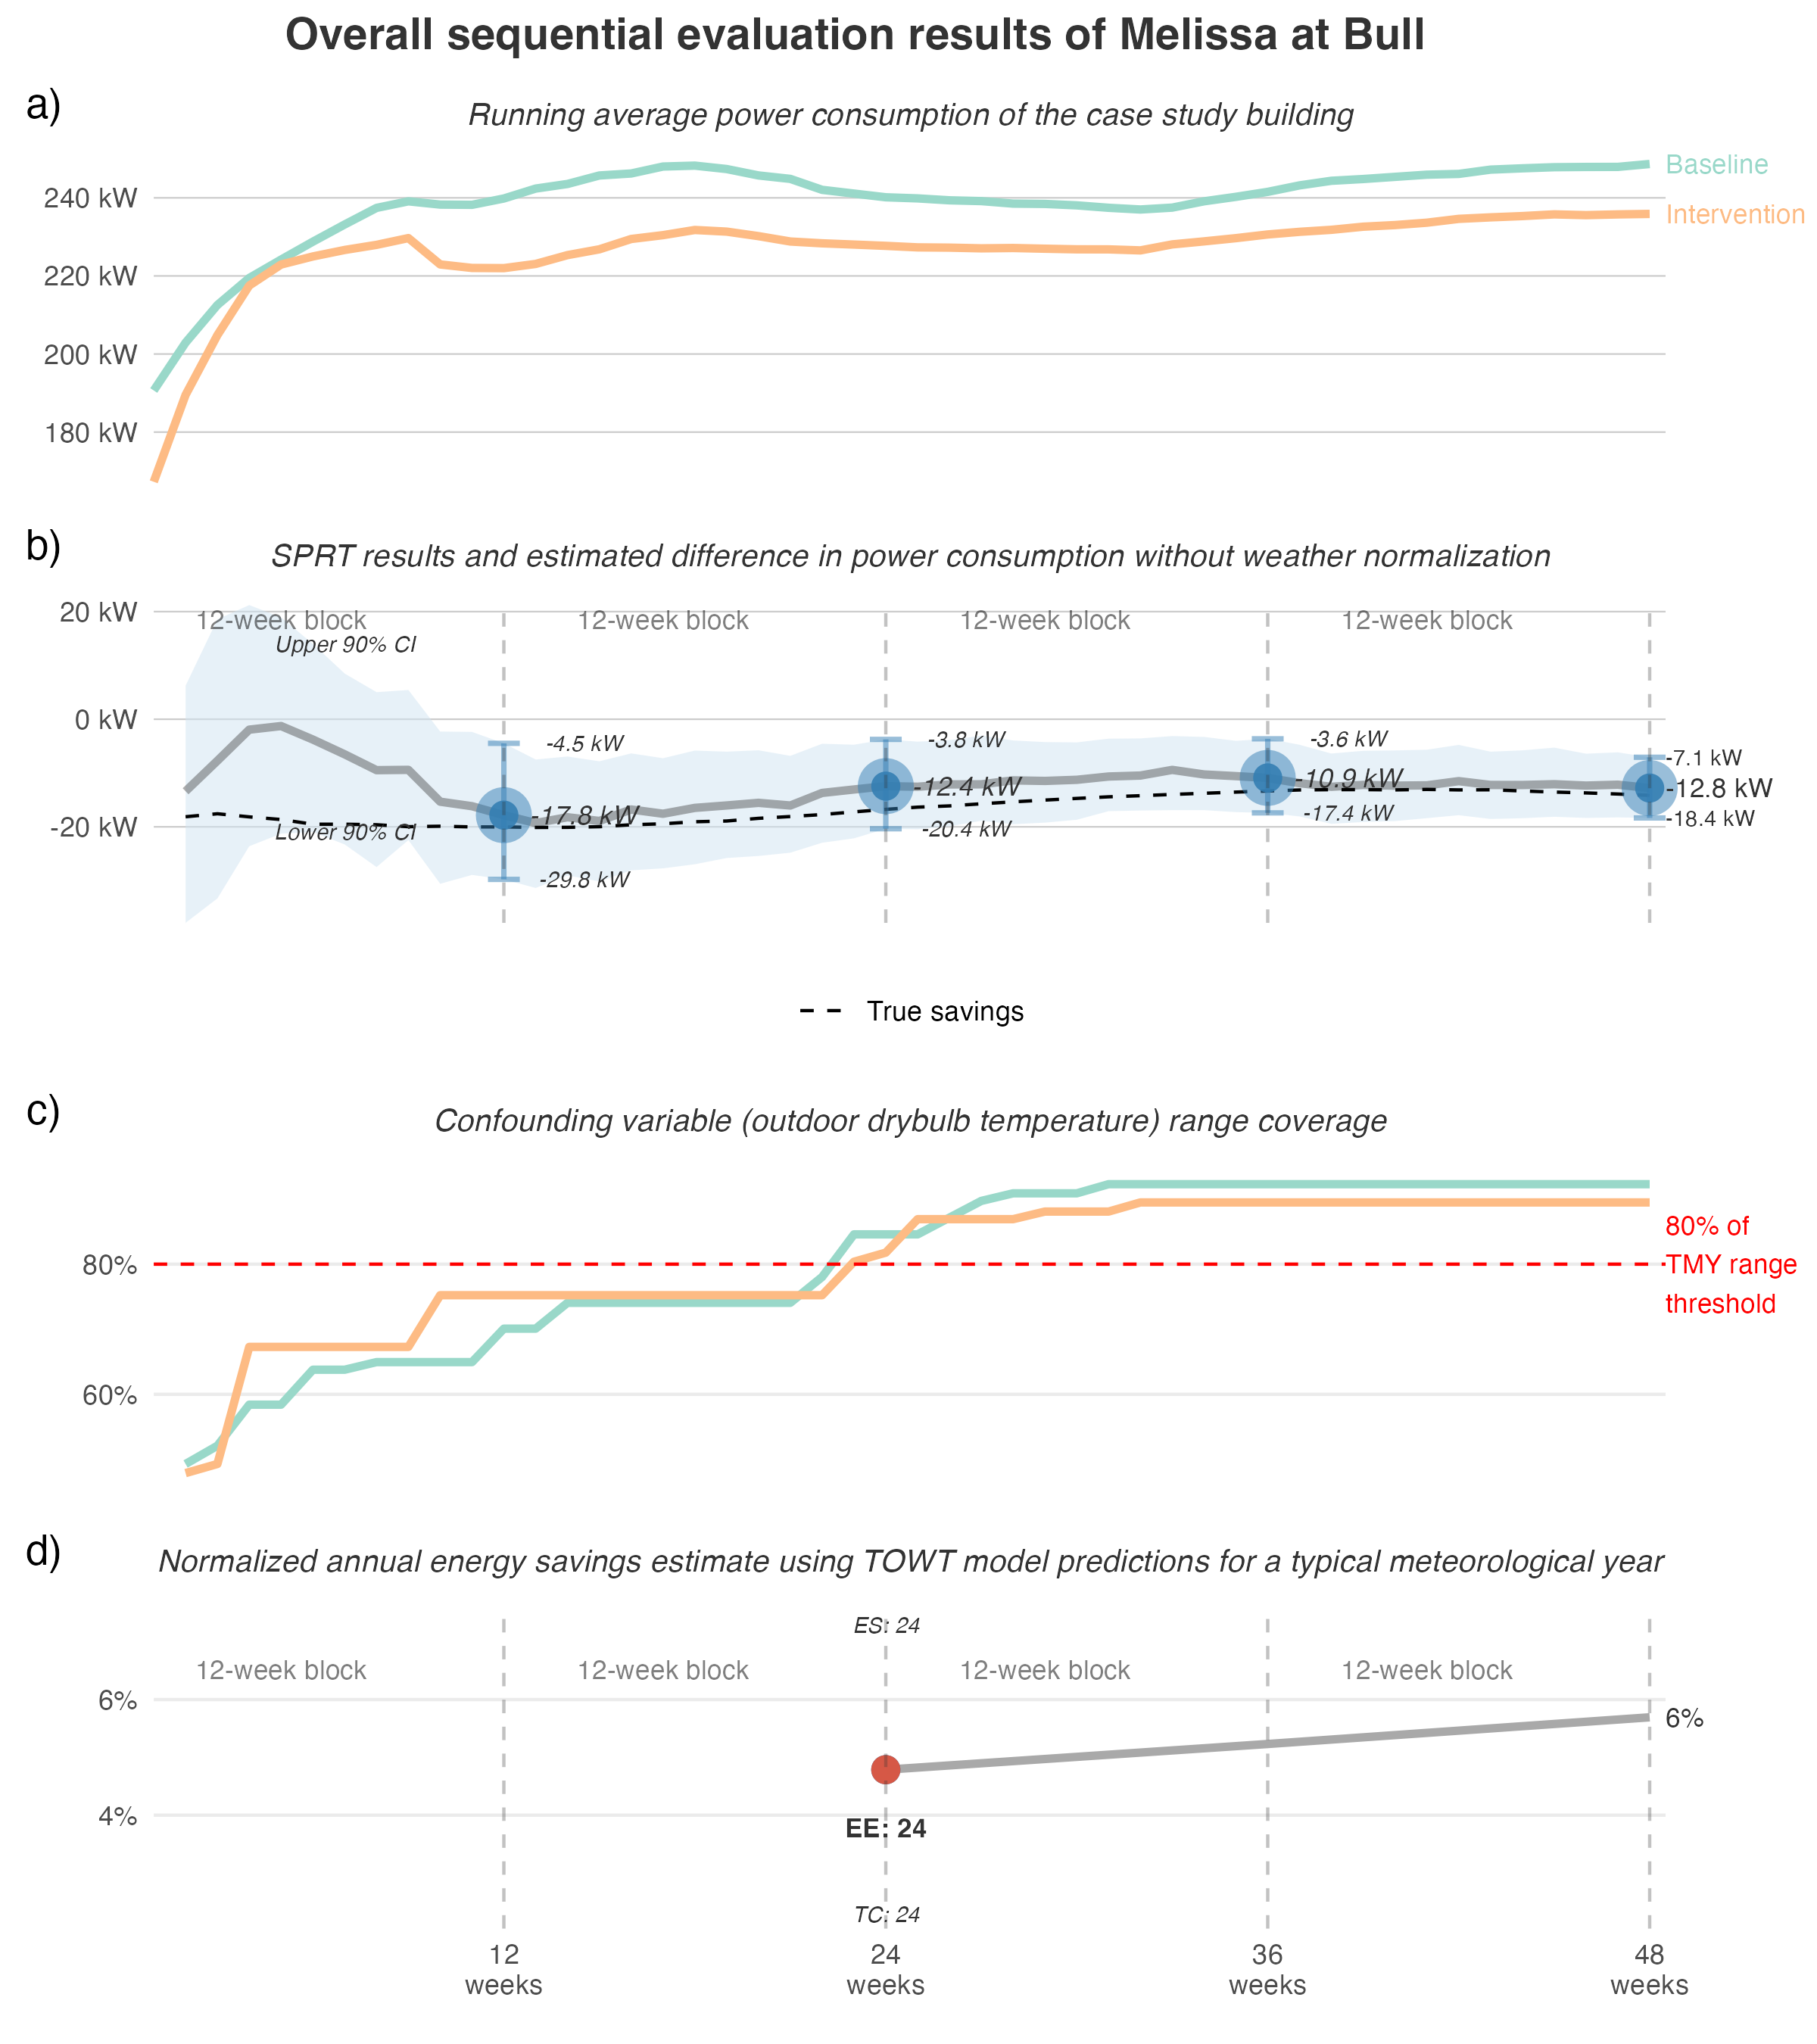 Overall sequential evaluation results of Melissa at Bull
a)
Running average power consumption of the case study building
240 kW
220 kW
200 kW
180 kW
Baseline
Intervention
b)
SPRT results and estimated difference in power consumption without weather normalization
20 kW
0 kW
-20 kW
12-week block
12-week block
12-week block
12-week block
Upper 90% CI
Lower 90% CI
-4.5 kW
-17.8 kW
-29.8 kW
-3.8 kW
-12.4 kW
-20.4 kW
-3.6 kW
-10.9 kW
-17.4 kW
-7.1 kW
-12.8 kW
-18.4 kW
True savings
c)
Confounding variable (outdoor drybulb temperature) range coverage
80%
60%
80% of
TMY range
threshold
d)
Normalized annual energy savings estimate using TOWT model predictions for a typical meteorological year
ES: 24
12-week block
12-week block
12-week block
12-week block
6%
4%
6%
EE: 24
TC: 24
12
weeks
24
weeks
36
weeks
48
weeks